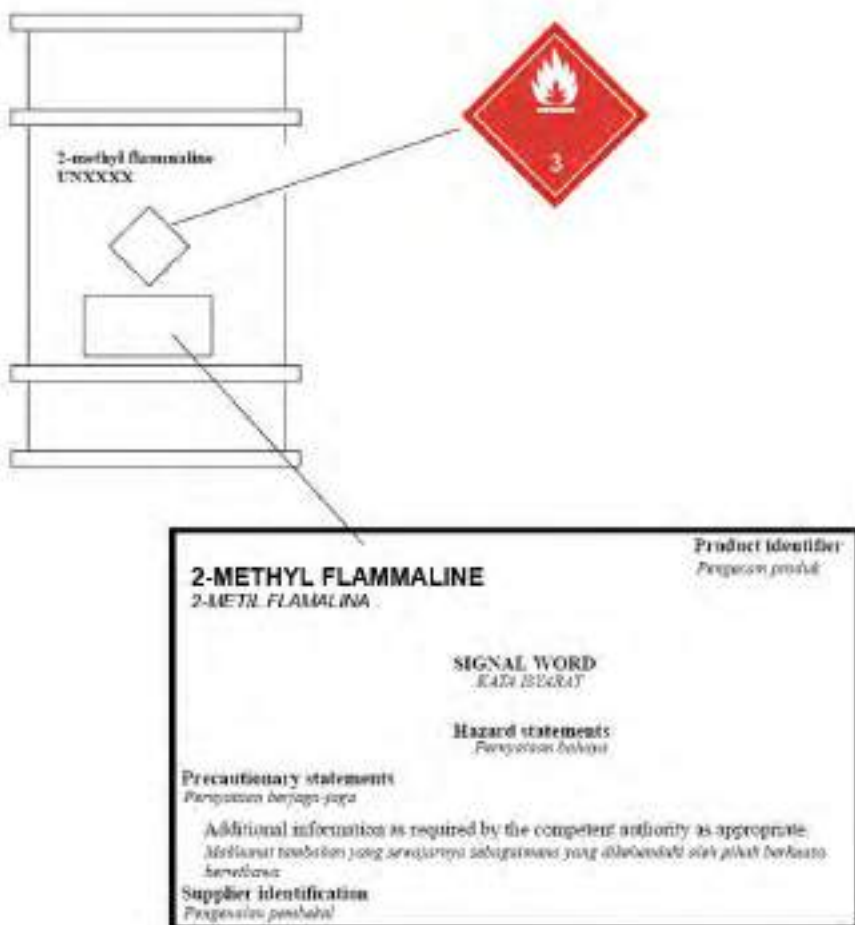 2-methyl flammaline
UNXXXX
3
Product identifier
Pengecam produk
2-METHYL FLAMMALINE
2-METIL FLAMALINA
SIGNAL WORD
KATA ISYARAT
Hazard statements
Pernyataan bahaya
Precautionary statements
Pernyataan berjaga-jaga
Additional information as required by the competent authority as appropriate
Maklumat tambahan yang sewajarnya sebagaimana yang dikehendaki oleh pihak berkuasa
berwibawa
Supplier identification
Pengenalan pembekal